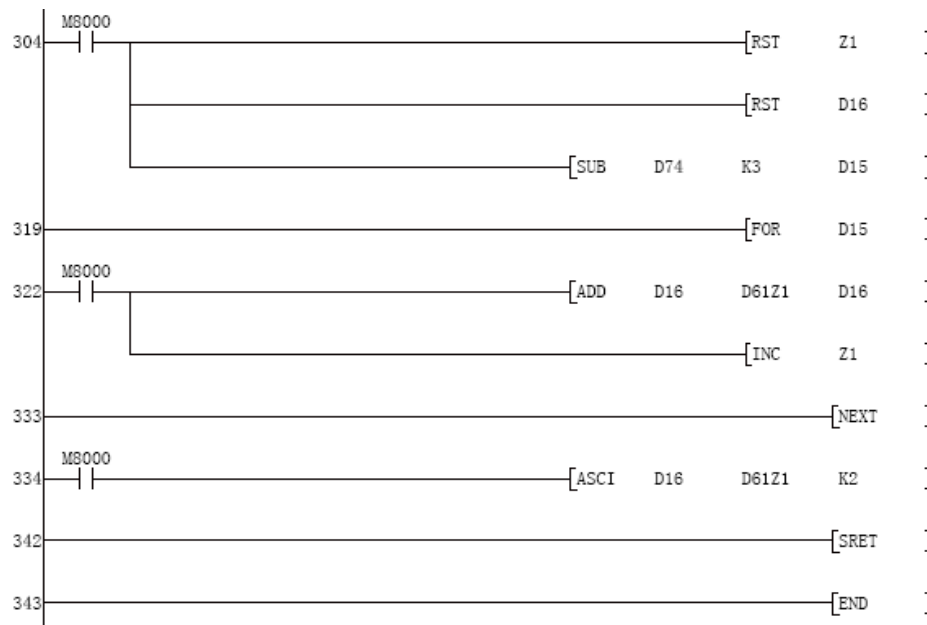 M8000
304 [RST Z1 ]
[RST D16 ]
[SUB D74 K3 D15 ]
319 [FOR D15 ]
M8000
322 [ADD D16 D61Z1 D16 ]
[INC Z1 ]
333 [NEXT ]
M8000
334 [ASCI D16 D61Z1 K2 ]
342 [SRET ]
343 [END ]